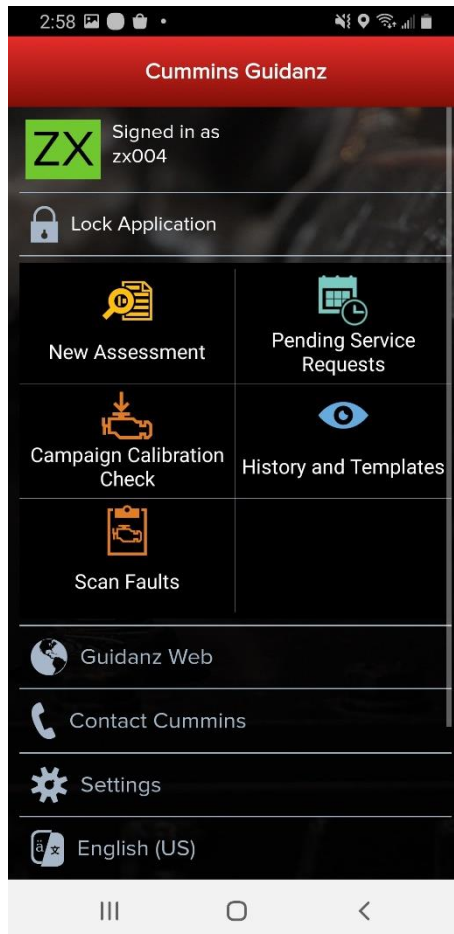 2:58
Cummins Guidanz
ZX
Signed in as
zx004
Lock Application
New Assessment
Pending Service
Requests
Campaign Calibration
Check
History and Templates
Scan Faults
Guidanz Web
Contact Cummins
Settings
English (US)